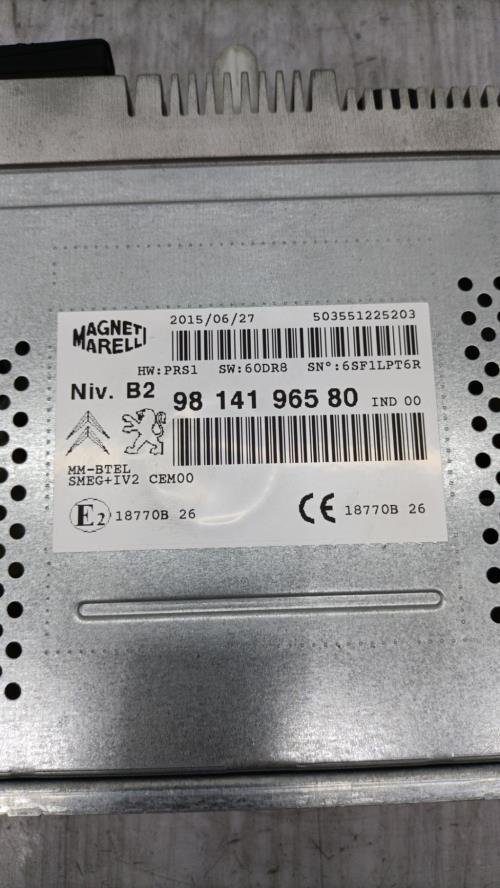 MAGNETI
MARELLI
2015/06/27 503551225203
HW:PRS1 SW:60DR8 SN°:6SF1LPT6R
Niv. B2 98 141 965 80 IND 00
MM-BTEL
SMEG+IV2 CEM00
E2 18770B 26 CE 18770B 26